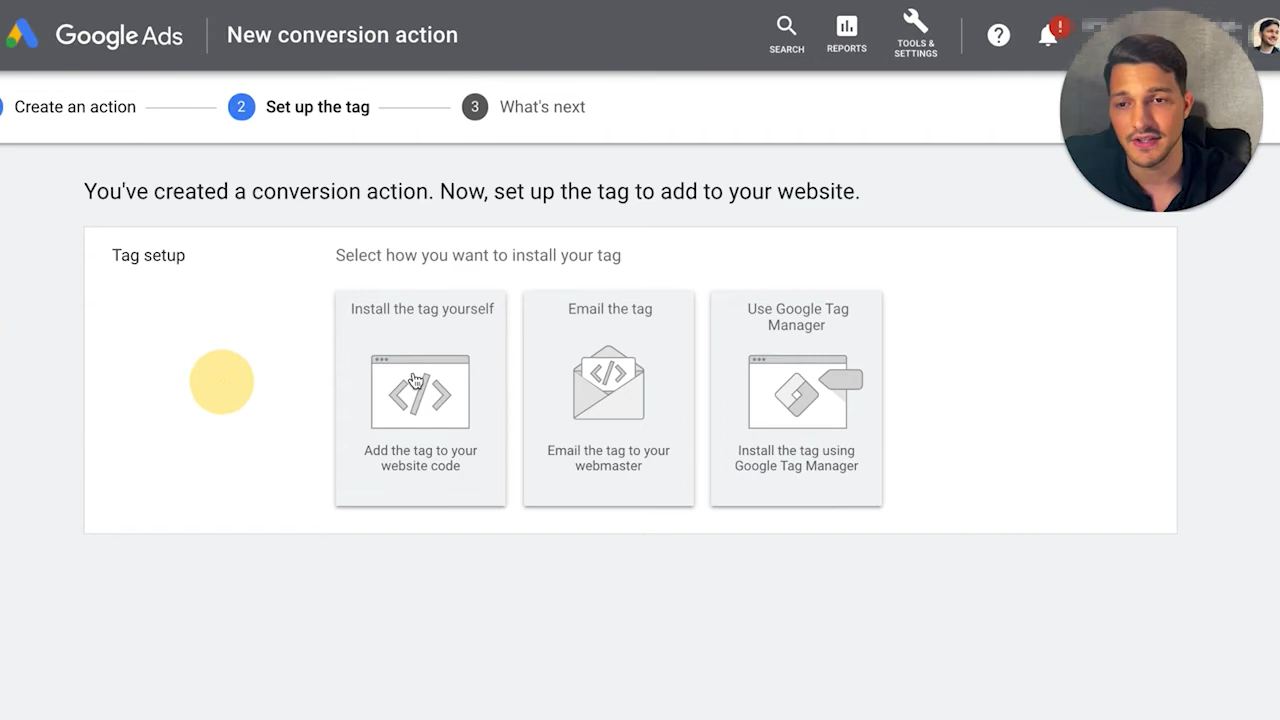 Google Ads
New conversion action
SEARCH
REPORTS
TOOLS &
SETTINGS
?
!
Create an action
2 Set up the tag
3 What's next
You've created a conversion action. Now, set up the tag to add to your website.
Tag setup
Select how you want to install your tag
Install the tag yourself
</>
Add the tag to your
website code
Email the tag
</>
Email the tag to your
webmaster
Use Google Tag
Manager
Install the tag using
Google Tag Manager